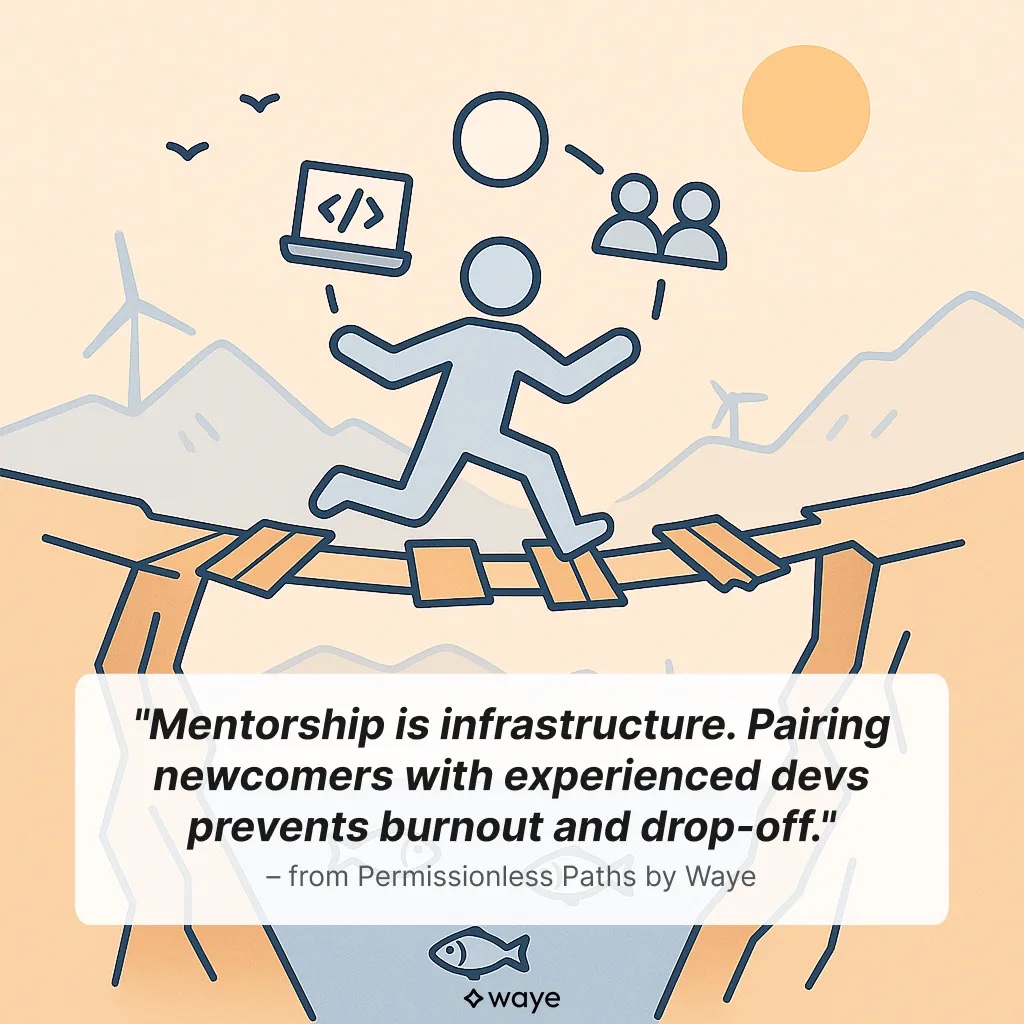 </>
"Mentorship is infrastructure. Pairing
newcomers with experienced devs
prevents burnout and drop-off."
– from Permissionless Paths by Waye
waye